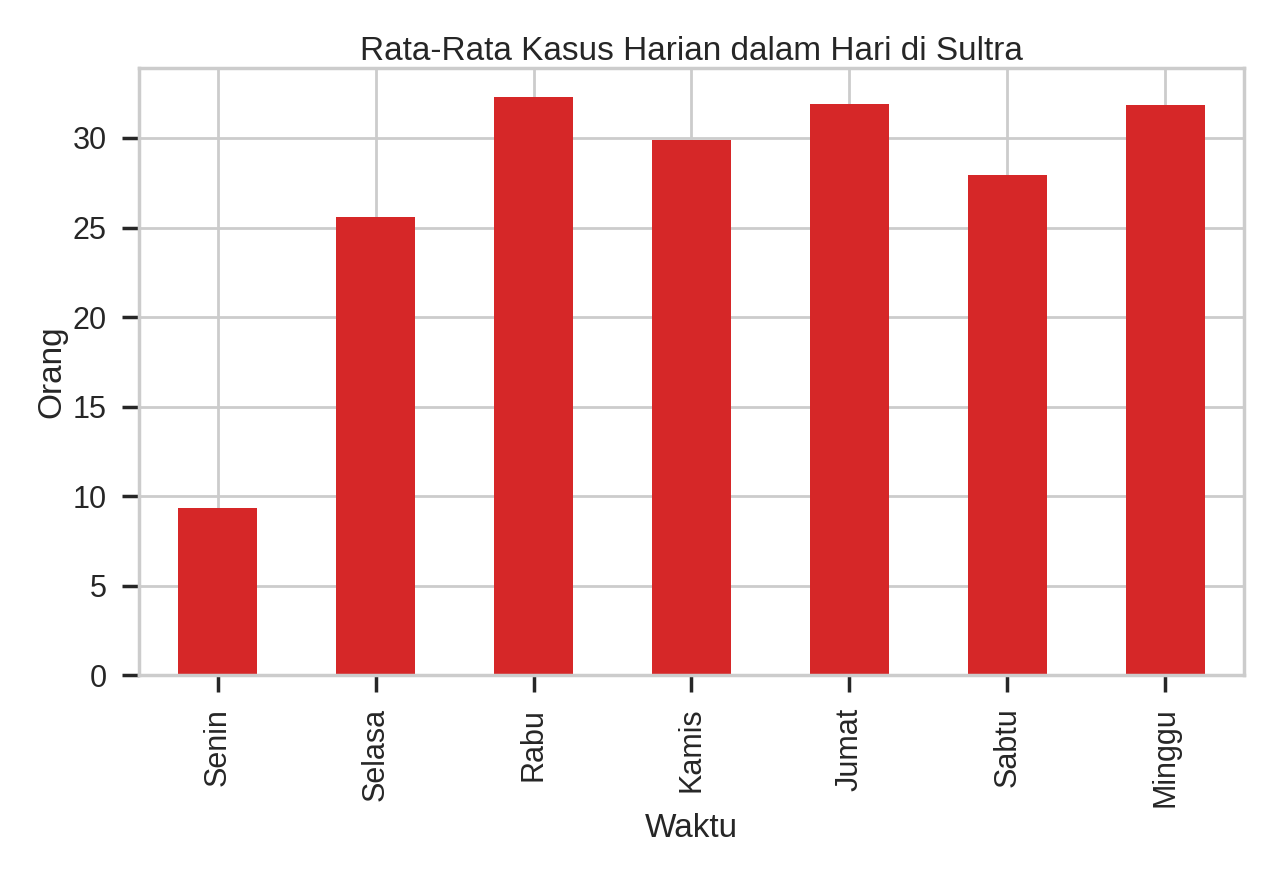 Rata-Rata Kasus Harian dalam Hari di Sultra
Orang
30
25
20
15
10
5
0
Senin
Selasa
Rabu
Kamis
Jumat
Sabtu
Minggu
Waktu